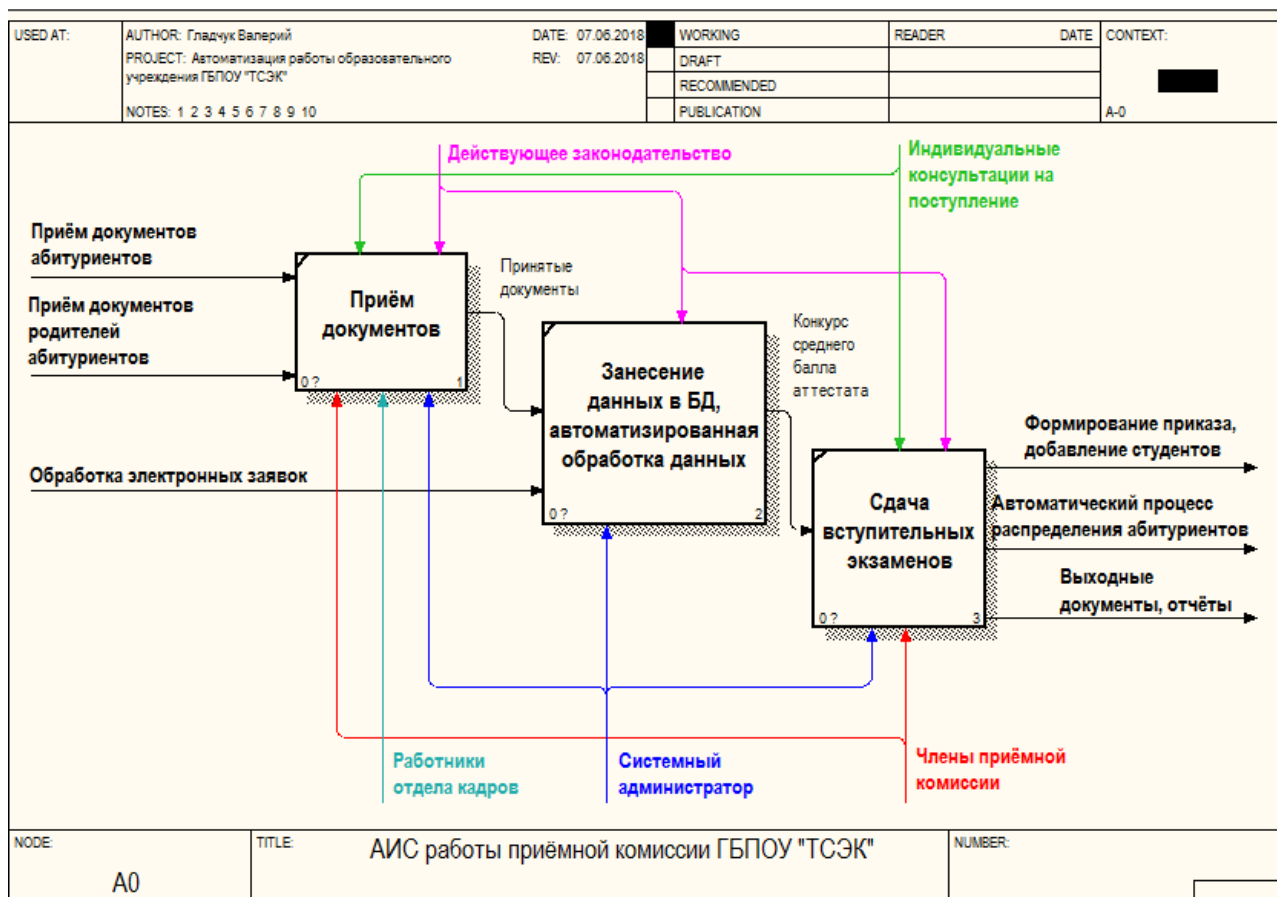 USED AT:
AUTHOR: Гладчук Валерий
DATE: 07.06.2018
PROJECT: Автоматизация работы образовательного
учреждения ГБПОУ "ТСЭК"
REV: 07.06.2018
NOTES: 1 2 3 4 5 6 7 8 9 10
WORKING
DRAFT
RECOMMENDED
PUBLICATION
READER
DATE
CONTEXT:
A-0
Действующее законодательство
Индивидуальные
консультации на
поступление
Приём документов
абитуриентов
Приём документов
родителей
абитуриентов
Приём
документов
0 ?
1
Принятые
документы
Занесение
данных в БД,
автоматизированная
обработка данных
0 ?
2
Конкурс
среднего
балла
аттестата
Обработка электронных заявок
Сдача
вступительных
экзаменов
0 ?
3
Формирование приказа,
добавление студентов
Автоматический процесс
распределения абитуриентов
Выходные
документы, отчёты
Работники
отдела кадров
Системный
администратор
Члены приёмной
комиссии
NODE:
A0
TITLE:
АИС работы приёмной комиссии ГБПОУ "ТСЭК"
NUMBER: